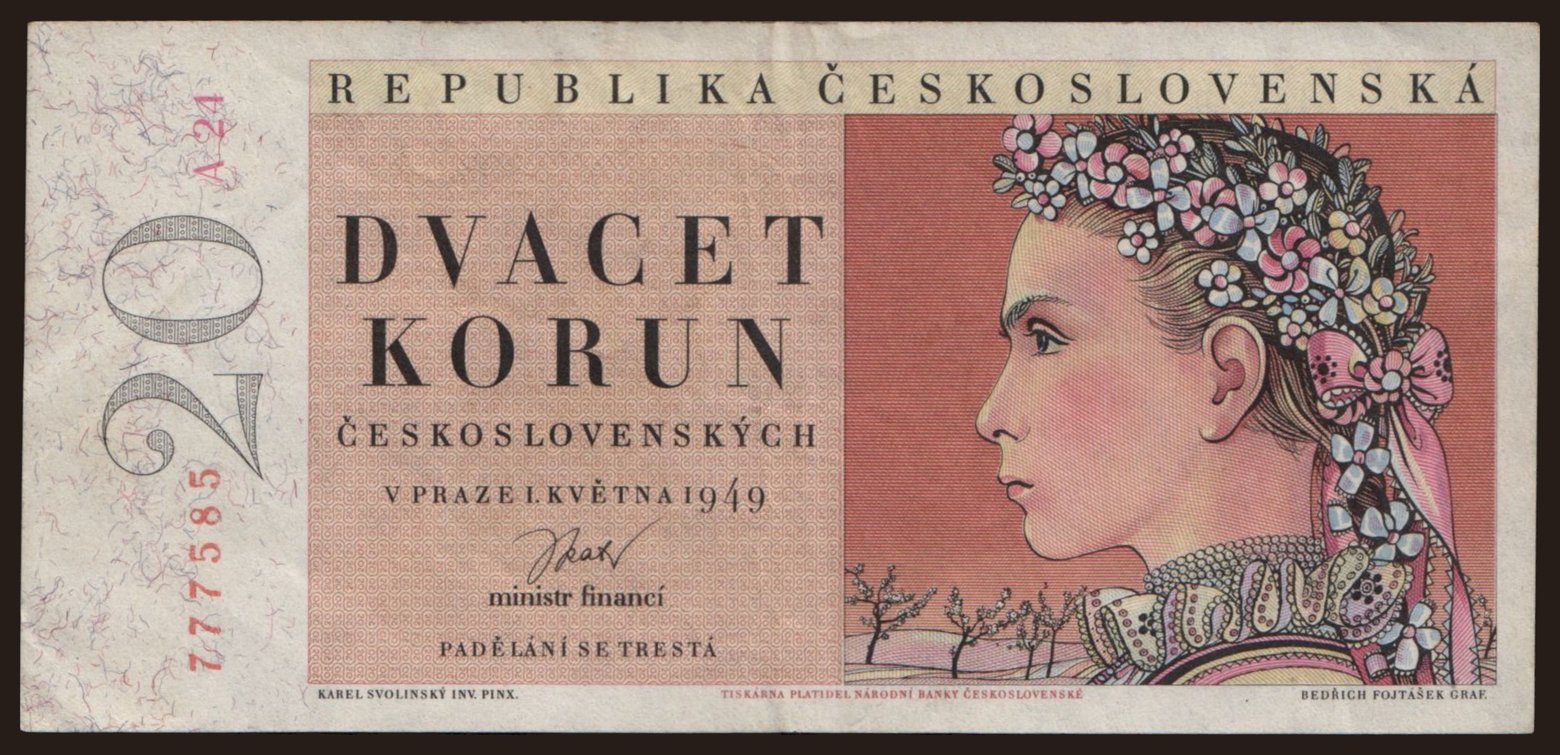 REPUBLIKA ČESKOSLOVENSKÁ
A 24
20
777585
DVACET
KORUN
ČESKOSLOVENSKÝCH
V PRAZE 1. KVĚTNA 1949
ministr financí
PADĚLÁNÍ SE TRESTÁ
KAREL SVOLINSKÝ INV. PINX.
TISKÁRNA PLATIDEL NÁRODNÍ BANKY ČESKOSLOVENSKÉ
BEDŘICH FOJTÁŠEK GRAF.